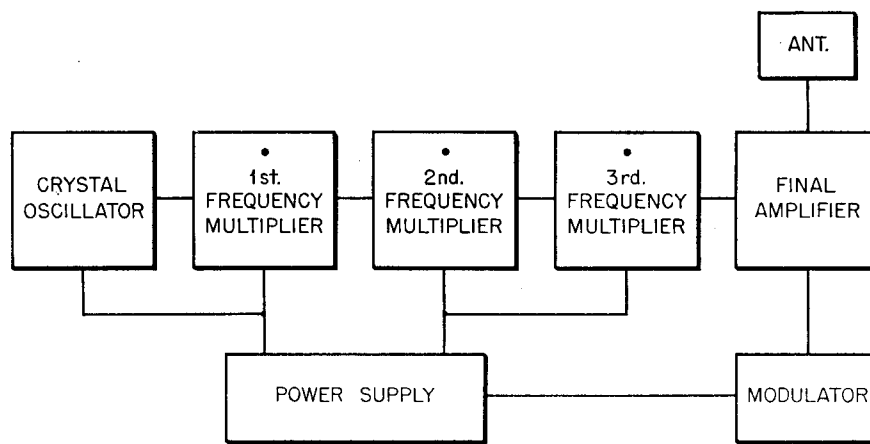 ANT.
CRYSTAL
OSCILLATOR
1st.
FREQUENCY
MULTIPLIER
2nd.
FREQUENCY
MULTIPLIER
3rd.
FREQUENCY
MULTIPLIER
FINAL
AMPLIFIER
POWER SUPPLY
MODULATOR